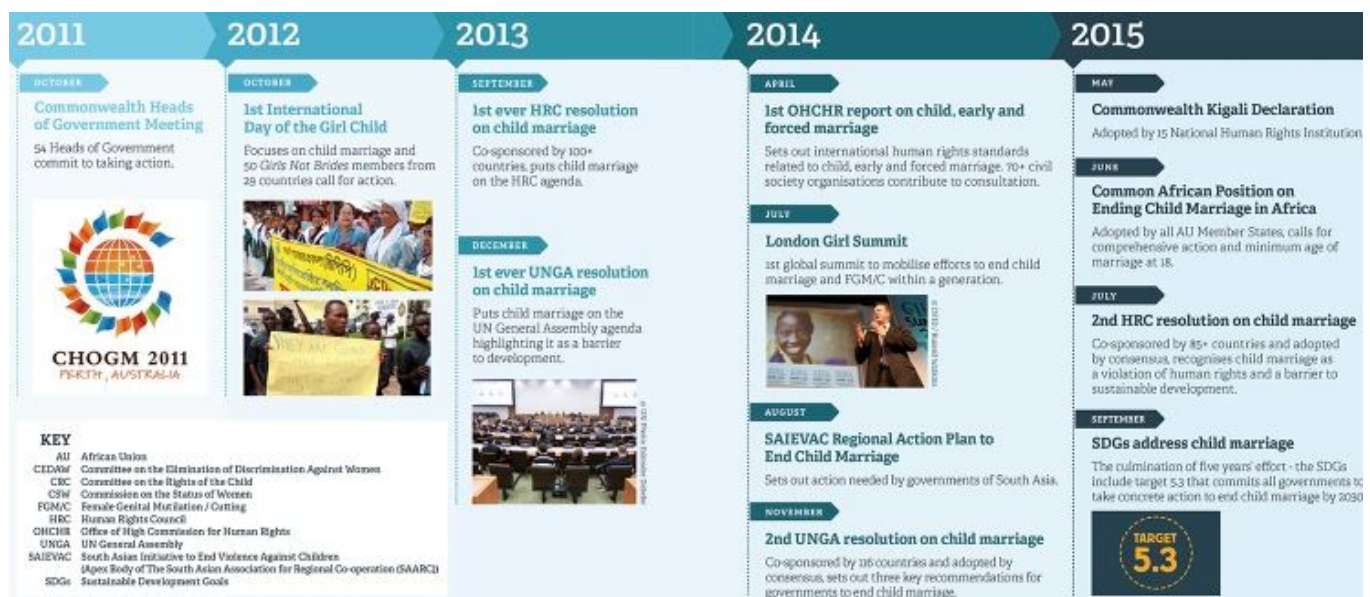 2011
OCTOBER
Commonwealth Heads
of Government Meeting
54 Heads of Government
commit to taking action.
CHOGM 2011
PERTH, AUSTRALIA
2012
OCTOBER
1st International
Day of the Girl Child
Focuses on child marriage and
50 Girls Not Brides members from
29 countries call for action.
2013
SEPTEMBER
1st ever HRC resolution
on child marriage
Co-sponsored by 100+
countries, puts child marriage
on the HRC agenda.
DECEMBER
1st ever UNGA resolution
on child marriage
Puts child marriage on the
UN General Assembly agenda
highlighting it as a barrier
to development.
2014
APRIL
1st OHCHR report on child, early and
forced marriage
Sets out international human rights standards
related to child, early and forced marriage. 70+ civil
society organisations contribute to consultation.
JULY
London Girl Summit
1st global summit to mobilise efforts to end child
marriage and FGM/C within a generation.
AUGUST
SAIEVAC Regional Action Plan to
End Child Marriage
Sets out action needed by governments of South Asia.
NOVEMBER
2nd UNGA resolution on child marriage
Co-sponsored by 116 countries and adopted by
consensus, sets out three key recommendations for
governments to end child marriage.
2015
MAY
Commonwealth Kigali Declaration
Adopted by 15 National Human Rights Institution
JUNE
Common African Position on
Ending Child Marriage in Africa
Adopted by all AU Member States, calls for
comprehensive action and minimum age of
marriage at 18.
JULY
2nd HRC resolution on child marriage
Co-sponsored by 85+ countries and adopted
by consensus, recognises child marriage as
a violation of human rights and a barrier to
sustainable development.
SEPTEMBER
SDGs address child marriage
The culmination of five years' effort - the SDGs
include target 5.3 that commits all governments to
take concrete action to end child marriage by 2030
TARGET
5.3
KEY
AU African Union
CEDAW Committee on the Elimination of Discrimination Against Women
CRC Committee on the Rights of the Child
CSW Commission on the Status of Women
FGM/C Female Genital Mutilation / Cutting
HRC Human Rights Council
OHCHR Office of High Commission for Human Rights
UNGA UN General Assembly
SAIEVAC South Asian Initiative to End Violence Against Children
(Apex Body of The South Asian Association for Regional Co-operation (SAARC))
SDGs Sustainable Development Goals